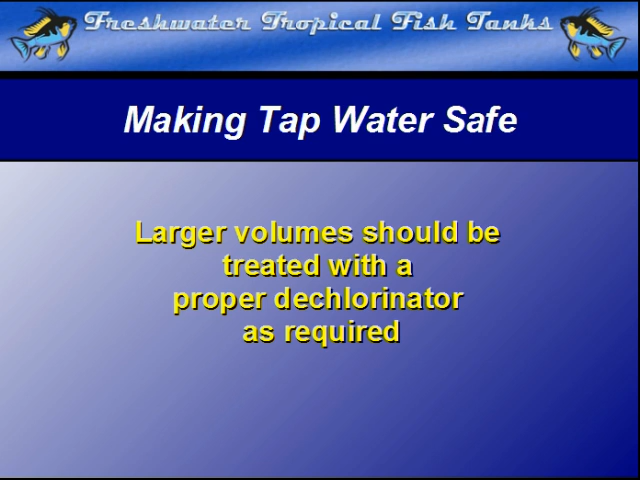 Freshwater Tropical Fish Tanks
Making Tap Water Safe
Larger volumes should be
treated with a
proper dechlorinator
as required